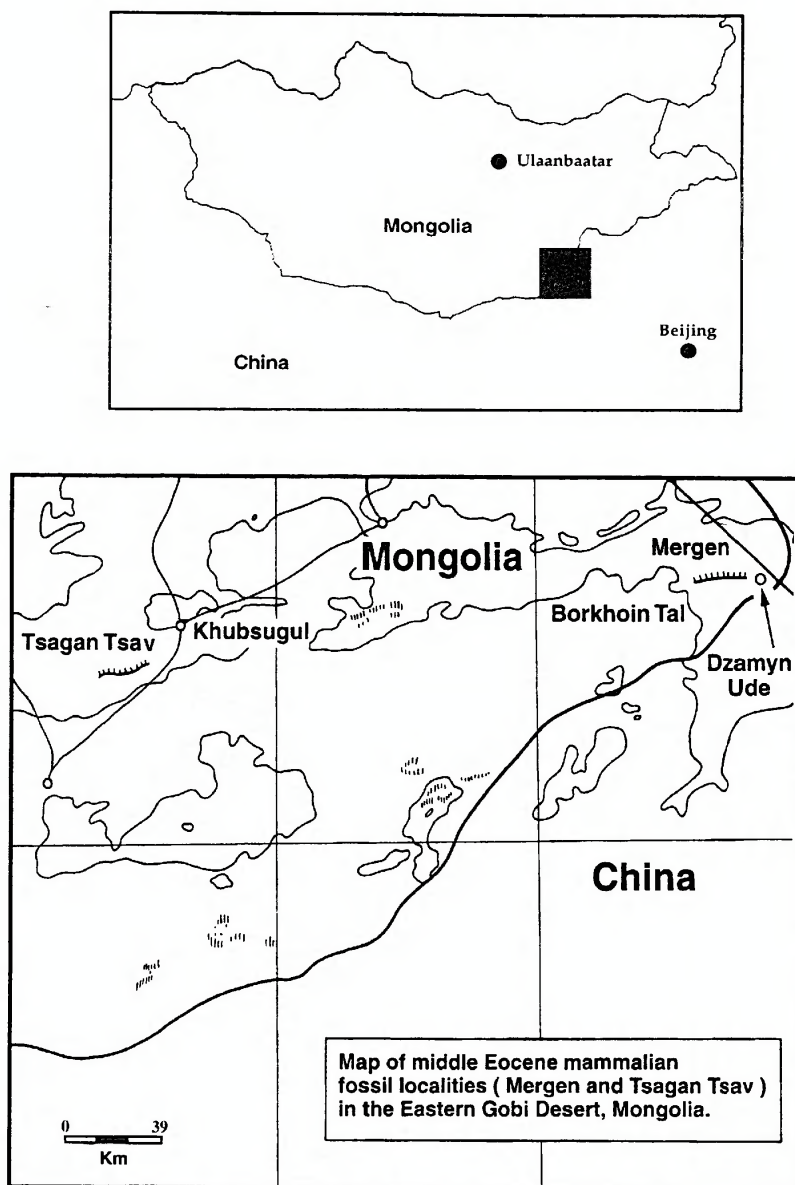 Ulaanbaatar
Mongolia
Beijing
China
Mongolia
Mergen
Khubsugul
Borkhoin Tal
Tsagan Tsav
Dzamyn
Ude
China
Map of middle Eocene mammalian
fossil localities ( Mergen and Tsagan Tsav )
in the Eastern Gobi Desert, Mongolia.
0 39
Km